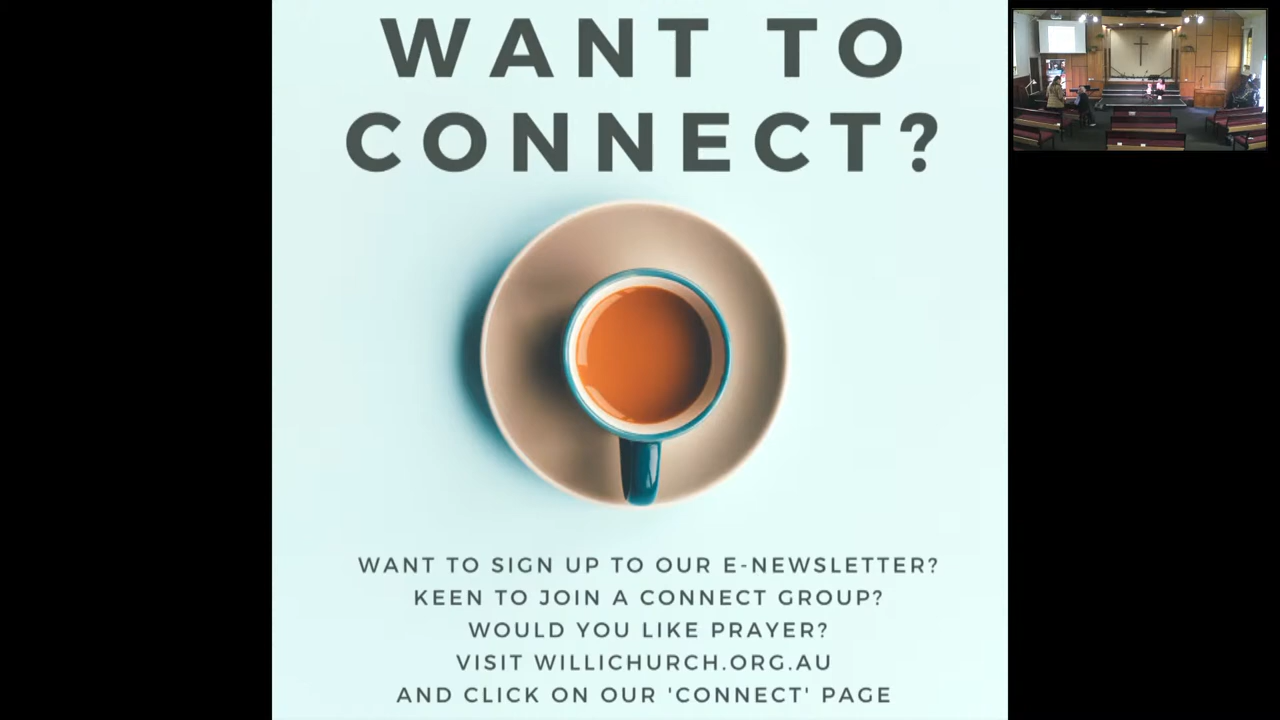 WANT TO
CONNECT?
WANT TO SIGN UP TO OUR E-NEWSLETTER?
KEEN TO JOIN A CONNECT GROUP?
WOULD YOU LIKE PRAYER?
VISIT WILLICHURCH.ORG.AU
AND CLICK ON OUR 'CONNECT' PAGE